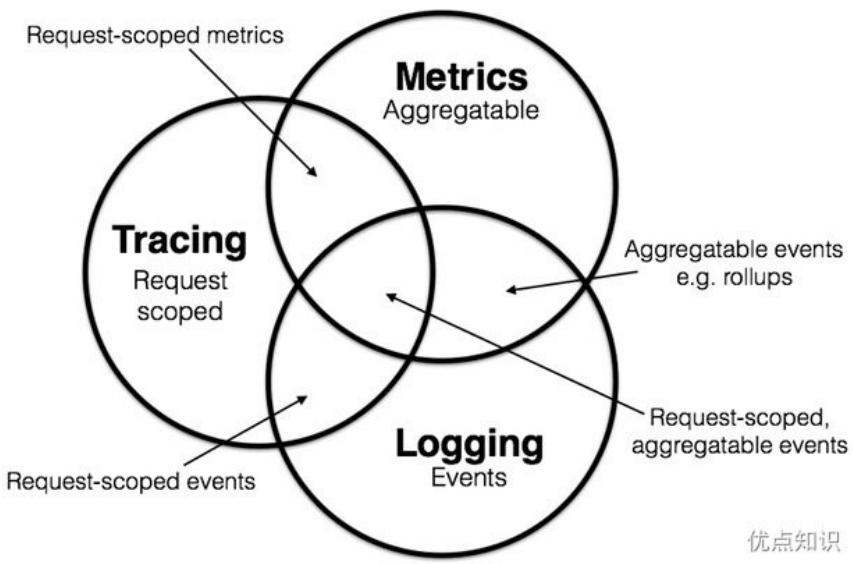 Request-scoped metrics
Metrics
Aggregatable
Tracing
Request
scoped
Aggregatable events
e.g. rollups
Request-scoped,
aggregatable events
Logging
Events
Request-scoped events
优点知识